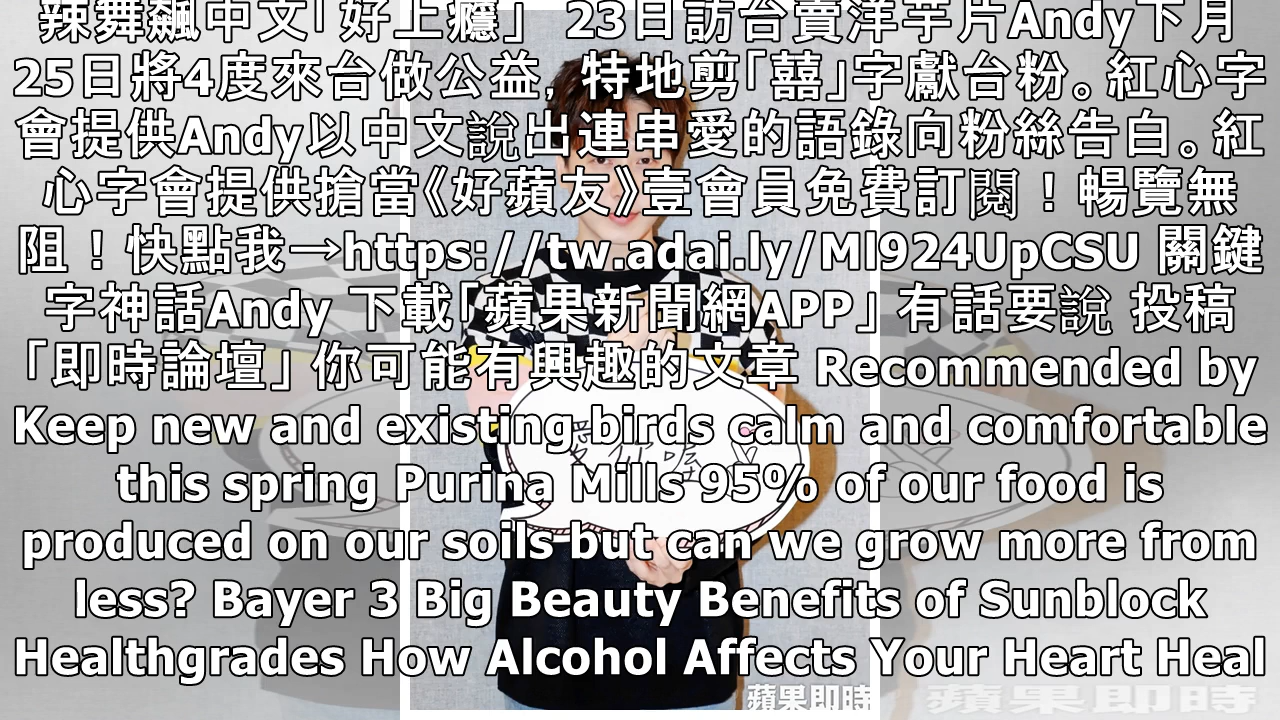 辣舞飆中文「好上癮」 23日訪台賣洋芋片Andy下月
25日將4度來台做公益，特地剪「囍」字獻台粉。紅心字
會提供Andy以中文說出連串愛的語錄向粉絲告白。紅
心字會提供搶當《好蘋友》壹會員免費訂閱！暢覽無
阻！快點我→https://tw.adai.ly/Ml924UpCSU 關鍵
字神話Andy 下載「蘋果新聞網APP」 有話要說 投稿
「即時論壇」 你可能有興趣的文章 Recommended by
Keep new and existing birds calm and comfortable
this spring Purina Mills 95% of our food is
produced on our soils but can we grow more from
less? Bayer 3 Big Beauty Benefits of Sunblock
Healthgrades How Alcohol Affects Your Heart Heal
愛你喔
蘋果即時
蘋果即時